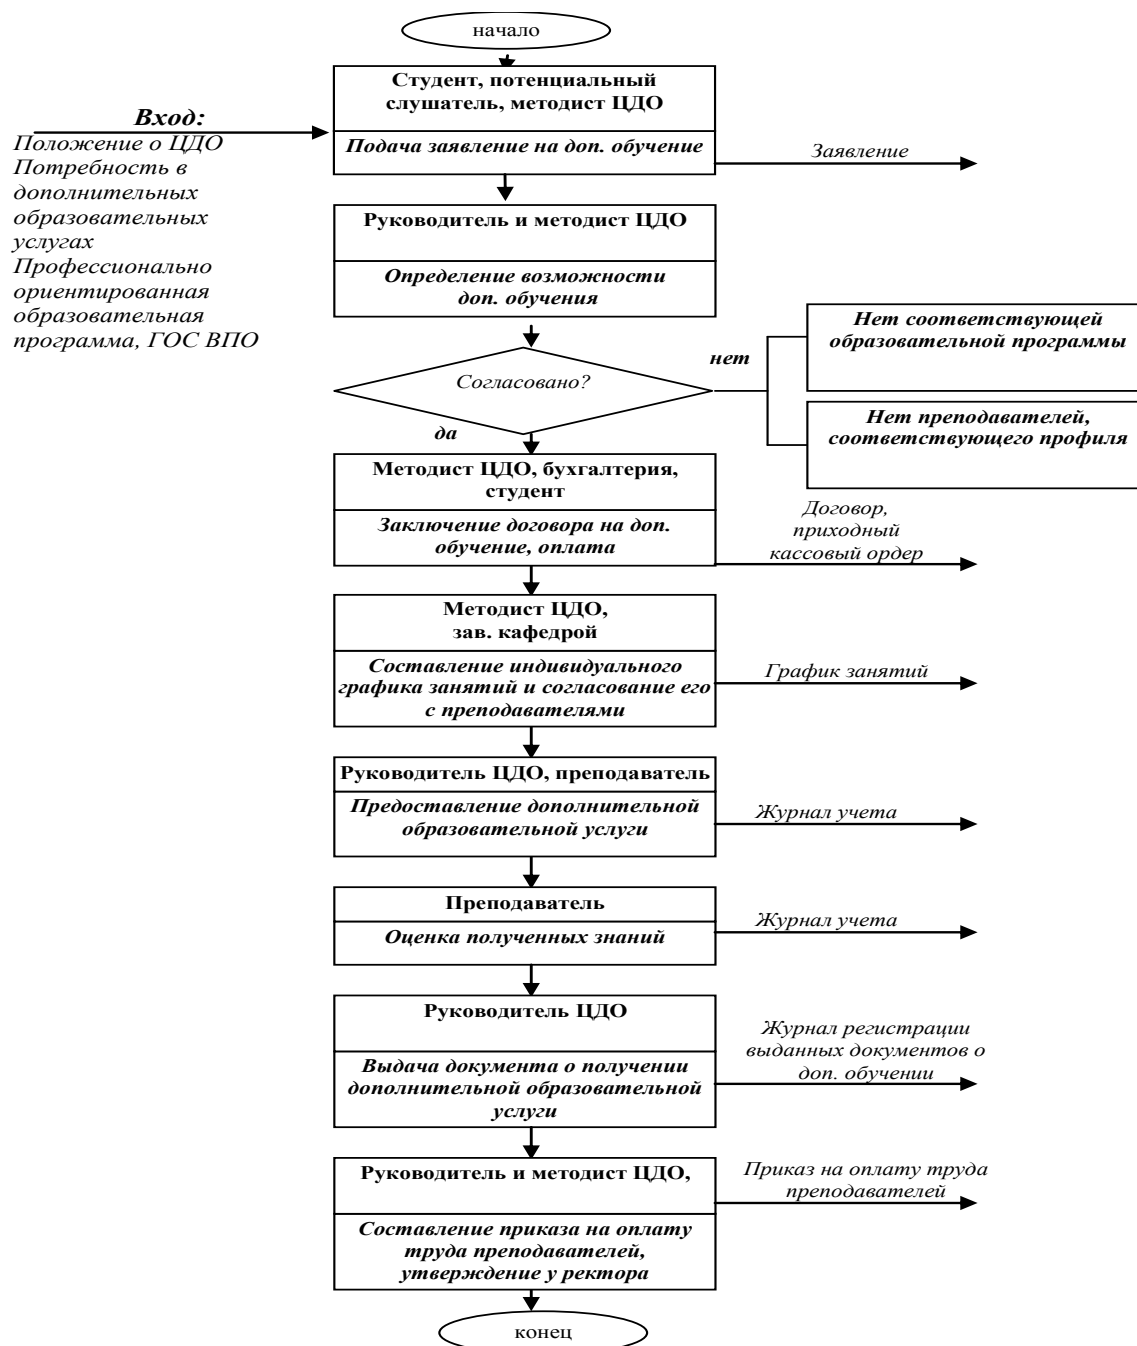 начало
Студент, потенциальный
слушатель, методист ЦДО
Подача заявление на доп. обучение
Вход:
Положение о ЦДО
Потребность в
дополнительных
образовательных
услугах
Профессионально
ориентированная
образовательная
программа, ГОС ВПО
Заявление
Руководитель и методист ЦДО
Определение возможности
доп. обучения
Согласовано?
нет
Нет соответствующей
образовательной программы
Нет преподавателей,
соответствующего профиля
да
Методист ЦДО, бухгалтерия,
студент
Заключение договора на доп.
обучение, оплата
Договор,
приходный
кассовый ордер
Методист ЦДО,
зав. кафедрой
Составление индивидуального
графика занятий и согласование его
с преподавателями
График занятий
Руководитель ЦДО, преподаватель
Предоставление дополнительной
образовательной услуги
Журнал учета
Преподаватель
Оценка полученных знаний
Журнал учета
Руководитель ЦДО
Выдача документа о получении
дополнительной образовательной
услуги
Журнал регистрации
выданных документов о
доп. обучении
Руководитель и методист ЦДО,
Составление приказа на оплату
труда преподавателей,
утверждение у ректора
Приказ на оплату труда
преподавателей
конец